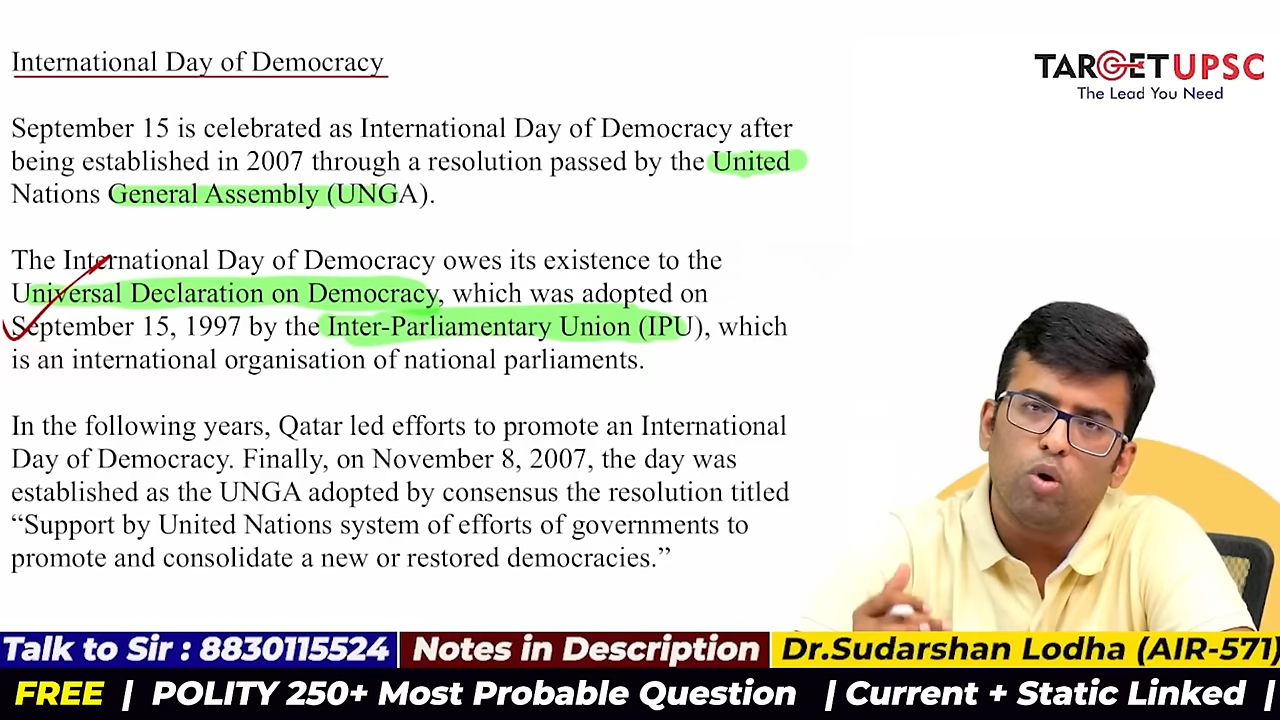 International Day of Democracy
TARGET UPSC
The Lead You Need
September 15 is celebrated as International Day of Democracy after
being established in 2007 through a resolution passed by the United
Nations General Assembly (UNGA).
The International Day of Democracy owes its existence to the
Universal Declaration on Democracy, which was adopted on
September 15, 1997 by the Inter-Parliamentary Union (IPU), which
is an international organisation of national parliaments.
In the following years, Qatar led efforts to promote an International
Day of Democracy. Finally, on November 8, 2007, the day was
established as the UNGA adopted by consensus the resolution titled
“Support by United Nations system of efforts of governments to
promote and consolidate a new or restored democracies.”
Talk to Sir : 8830115524 Notes in Description Dr.Sudarshan Lodha (AIR-571)
FREE | POLITY 250+ Most Probable Question | Current + Static Linked |